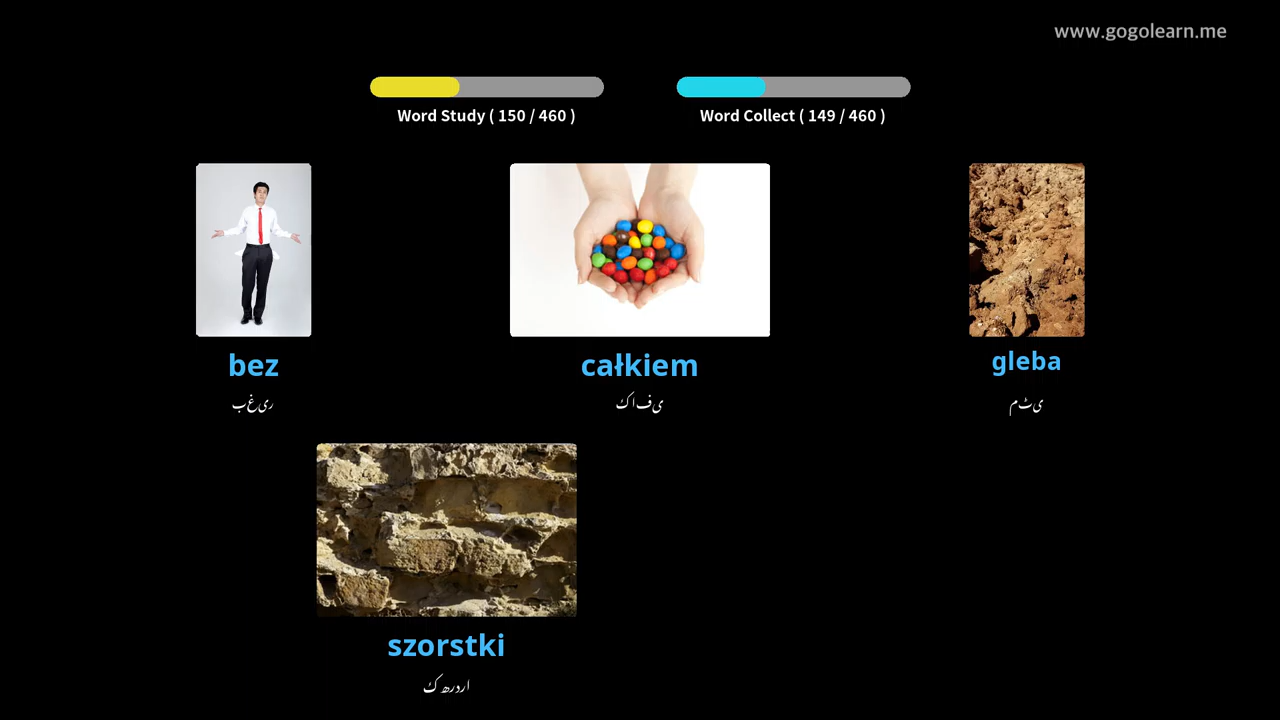 www.gogolearn.me
Word Study ( 150 / 460 )
Word Collect ( 149 / 460 )
bez
całkiem
gleba
ریغب
یفاک
یٹم
szorstki
اردرھک